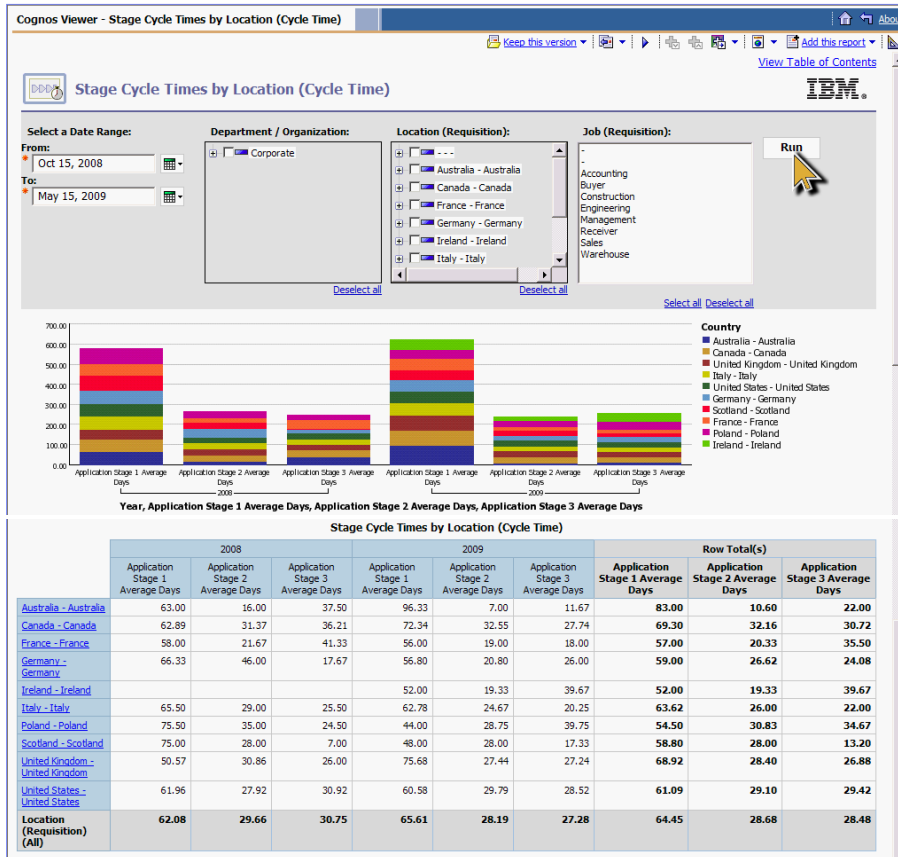 Cognos Viewer - Stage Cycle Times by Location (Cycle Time)
Abou
Keep this version
Add this report
View Table of Contents
Stage Cycle Times by Location (Cycle Time)
IBM.
Select a Date Range:
From:
* Oct 15, 2008
To:
* May 15, 2009
Department / Organization:
Corporate
Location (Requisition):
- - -
Australia - Australia
Canada - Canada
France - France
Germany - Germany
Ireland - Ireland
Italy - Italy
Job (Requisition):
-
-
Accounting
Buyer
Construction
Engineering
Management
Receiver
Sales
Warehouse
Run
Deselect all
Deselect all
Select all Deselect all
700.00
600.00
500.00
400.00
300.00
200.00
100.00
0.00
Application Stage 1 Average Days
Application Stage 2 Average Days
Application Stage 3 Average Days
Application Stage 1 Average Days
Application Stage 2 Average Days
Application Stage 3 Average Days
2008
2009
Year, Application Stage 1 Average Days, Application Stage 2 Average Days, Application Stage 3 Average Days
Country
Australia - Australia
Canada - Canada
United Kingdom - United Kingdom
Italy - Italy
United States - United States
Germany - Germany
Scotland - Scotland
France - France
Poland - Poland
Ireland - Ireland
Stage Cycle Times by Location (Cycle Time)
2008 2009 Row Total(s)
Application Stage 1 Average Days Application Stage 2 Average Days Application Stage 3 Average Days Application Stage 1 Average Days Application Stage 2 Average Days Application Stage 3 Average Days Application Stage 1 Average Days Application Stage 2 Average Days Application Stage 3 Average Days
Australia - Australia 63.00 16.00 37.50 96.33 7.00 11.67 83.00 10.60 22.00
Canada - Canada 62.89 31.37 36.21 72.34 32.55 27.74 69.30 32.16 30.72
France - France 58.00 21.67 41.33 56.00 19.00 18.00 57.00 20.33 35.50
Germany - Germany 66.33 46.00 17.67 56.80 20.80 26.00 59.00 26.62 24.08
Ireland - Ireland 52.00 19.33 39.67 52.00 19.33 39.67
Italy - Italy 65.50 29.00 25.50 62.78 24.67 20.25 63.62 26.00 22.00
Poland - Poland 75.50 35.00 24.50 44.00 28.75 39.75 54.50 30.83 34.67
Scotland - Scotland 75.00 28.00 7.00 48.00 28.00 17.33 58.80 28.00 13.20
United Kingdom - United Kingdom 50.57 30.86 26.00 75.68 27.44 27.24 68.92 28.40 26.88
United States - United States 61.96 27.92 30.92 60.58 29.79 28.52 61.09 29.10 29.42
Location (Requisition) (All) 62.08 29.66 30.75 65.61 28.19 27.28 64.45 28.68 28.48